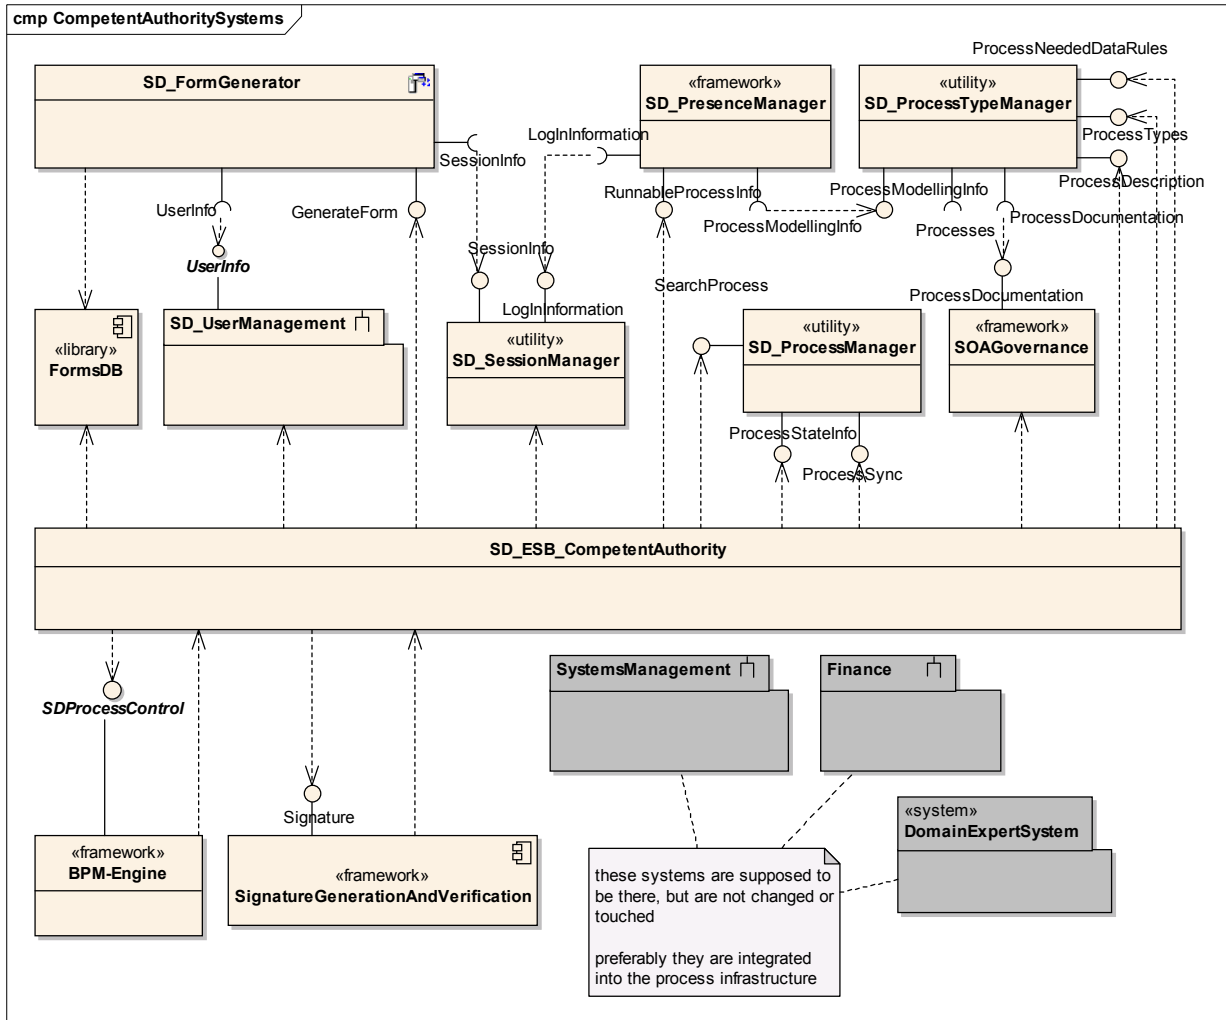 cmp CompetentAuthoritySystems
ProcessNeededDataRules
SD_FormGenerator
«framework»
SD_PresenceManager
«utility»
SD_ProcessTypeManager
LogInInformation
ProcessTypes
SessionInfo
ProcessDescription
RunnableProcessInfo
ProcessModellingInfo
UserInfo
GenerateForm
ProcessModellingInfo
Processes
ProcessDocumentation
SessionInfo
UserInfo
SearchProcess
ProcessDocumentation
LogInInformation
«library»
FormsDB
SD_UserManagement
«utility»
SD_SessionManager
«utility»
SD_ProcessManager
«framework»
SOAGovernance
ProcessStateInfo
ProcessSync
SD_ESB_CompetentAuthority
SDProcessControl
SystemsManagement
Finance
Signature
«framework»
BPM-Engine
«framework»
SignatureGenerationAndVerification
«system»
DomainExpertSystem
these systems are supposed to
be there, but are not changed or
touched
preferably they are integrated
into the process infrastructure